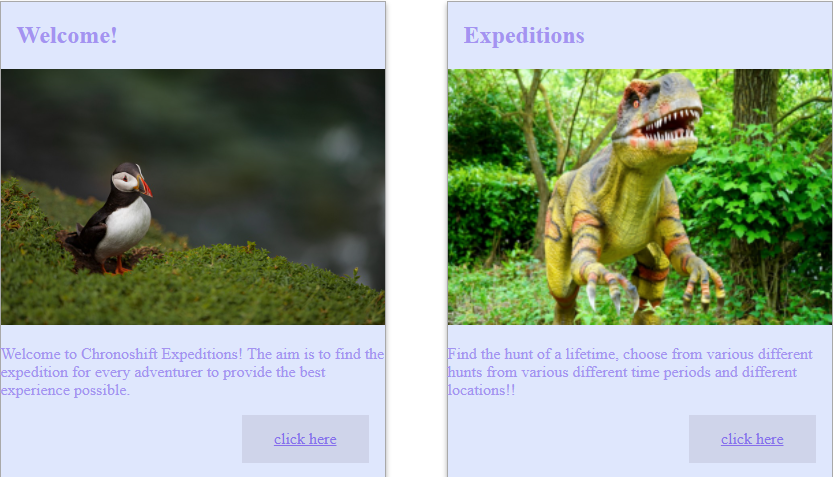 Welcome!
Welcome to Chronoshift Expeditions! The aim is to find the
expedition for every adventurer to provide the best
experience possible.
click here
Expeditions
Find the hunt of a lifetime, choose from various different
hunts from various different time periods and different
locations!!
click here